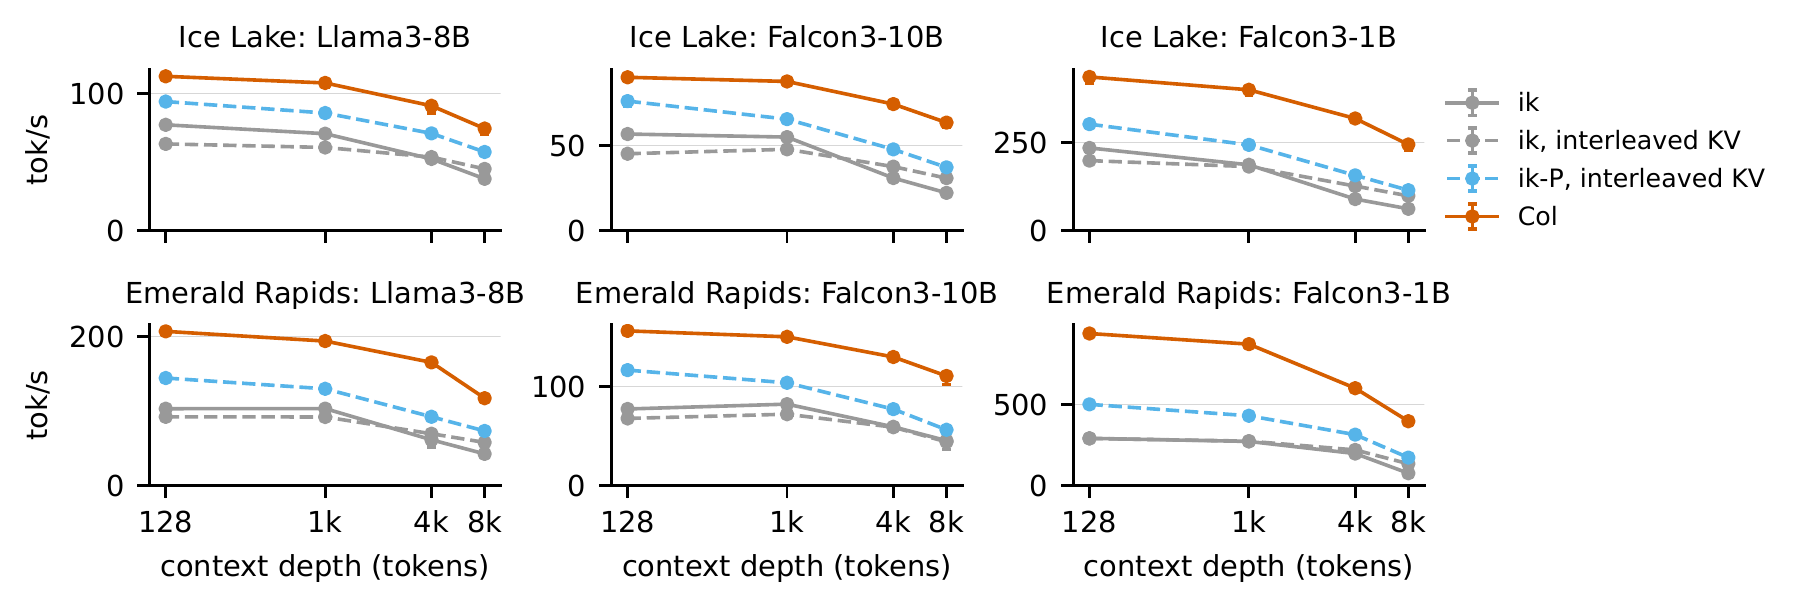 Ice Lake: Llama3-8B
Ice Lake: Falcon3-10B
Ice Lake: Falcon3-1B
tok/s
100
0
50
0
250
0
ik
ik, interleaved KV
ik-P, interleaved KV
Col
Emerald Rapids: Llama3-8B
Emerald Rapids: Falcon3-10B
Emerald Rapids: Falcon3-1B
tok/s
200
0
100
0
500
0
128 1k 4k 8k
128 1k 4k 8k
128 1k 4k 8k
context depth (tokens)
context depth (tokens)
context depth (tokens)